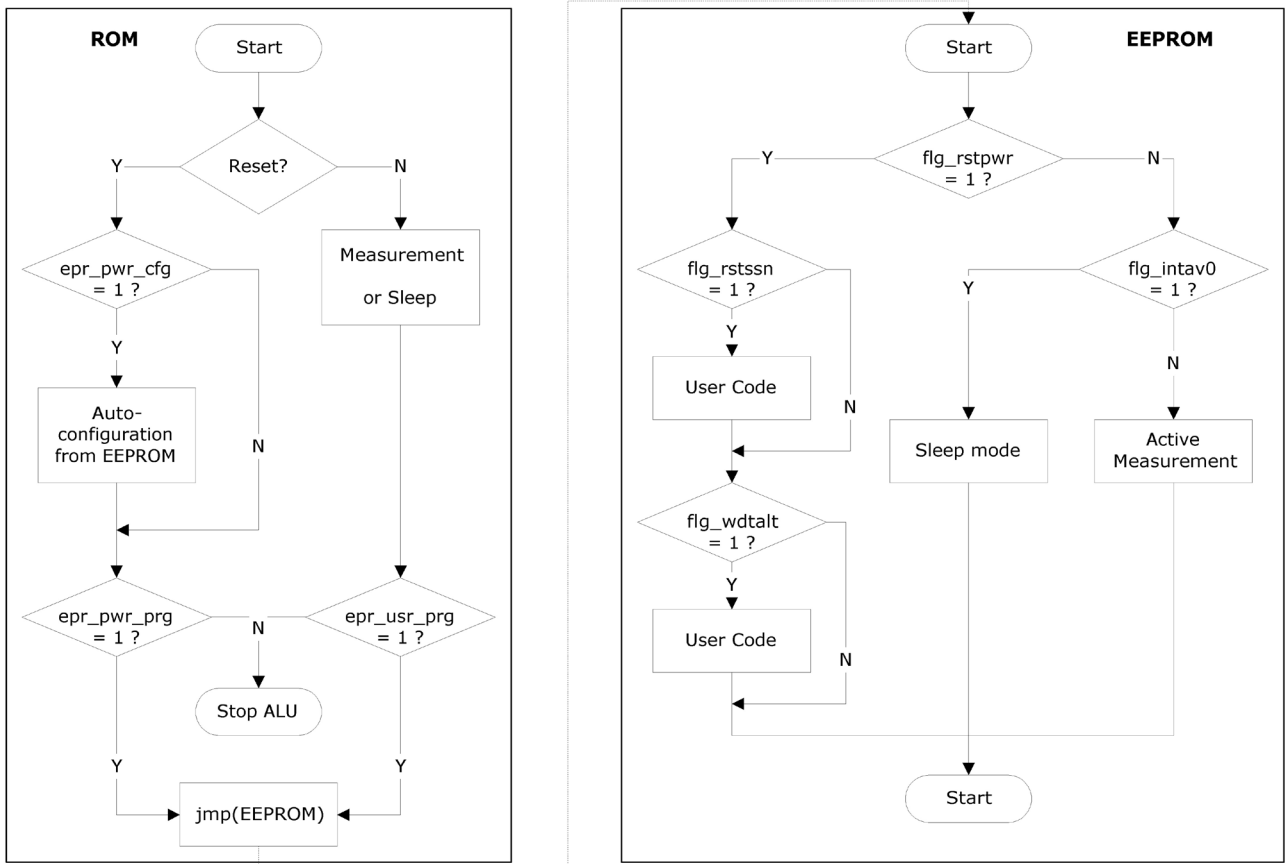 ROM
Start
Reset?
Y
N
epr_pwr_cfg
= 1 ?
Measurement
or Sleep
Y
Auto-
configuration
from EEPROM
N
epr_pwr_prg
= 1 ?
N
epr_usr_prg
= 1 ?
Stop ALU
Y
Y
jmp(EEPROM)
EEPROM
Start
flg_rstpwr
= 1 ?
Y
N
flg_rstssn
= 1 ?
flg_intav0
= 1 ?
Y
Y
N
User Code
N
Sleep mode
Active
Measurement
flg_wdtalt
= 1 ?
Y
User Code
N
Start